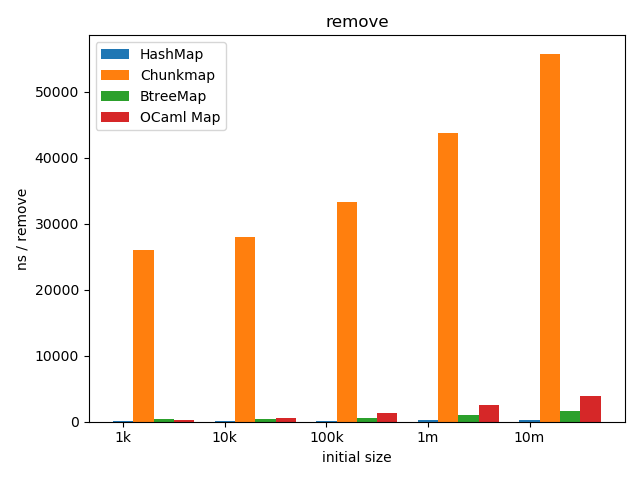 remove
HashMap
Chunkmap
BtreeMap
OCaml Map
ns / remove
50000
40000
30000
20000
10000
0
1k 10k 100k 1m 10m
initial size